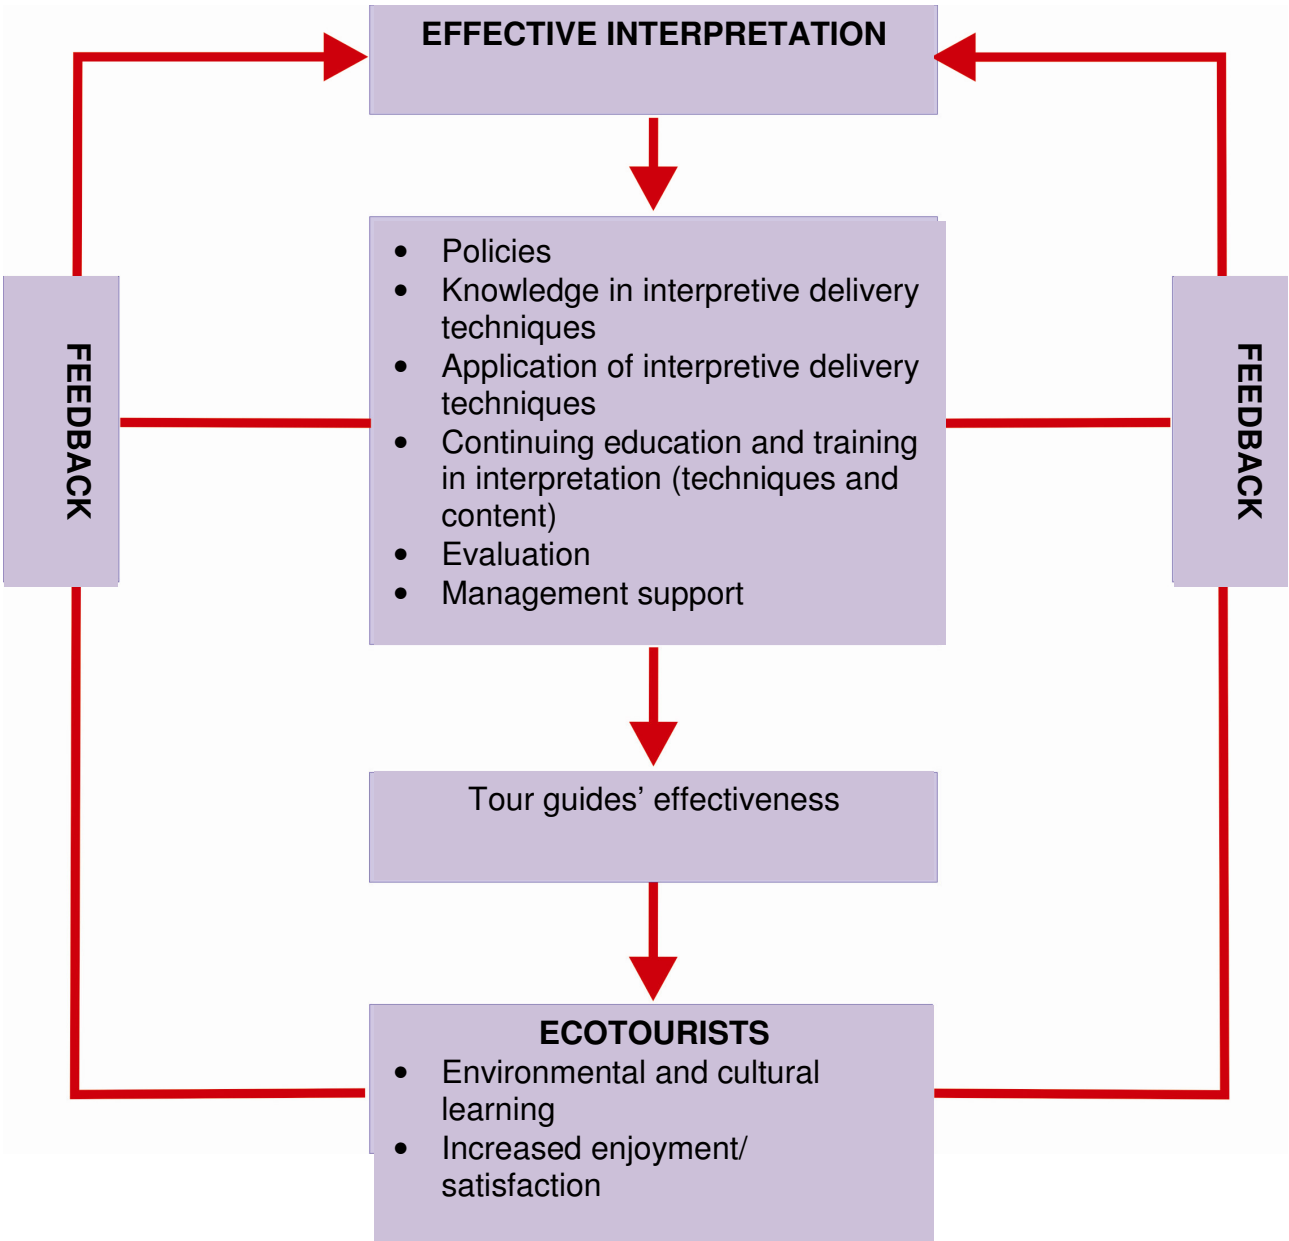 EFFECTIVE INTERPRETATION
• Policies
• Knowledge in interpretive delivery
techniques
• Application of interpretive delivery
techniques
• Continuing education and training
in interpretation (techniques and
content)
• Evaluation
• Management support
FEEDBACK
FEEDBACK
Tour guides’ effectiveness
ECOTOURISTS
• Environmental and cultural
learning
• Increased enjoyment/
satisfaction